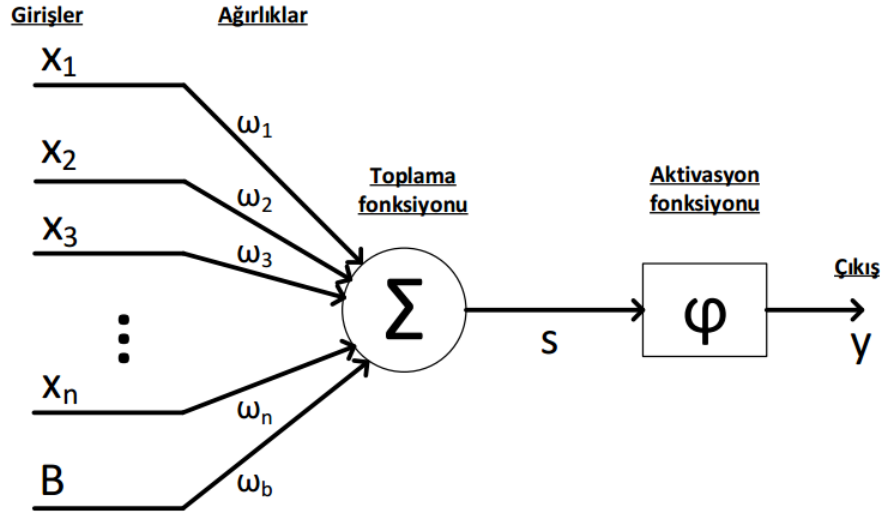 Girişler
Ağırlıklar
x1
ω1
x2
ω2
x3
ω3
Toplama
fonksiyonu
Σ
s
Aktivasyon
fonksiyonu
φ
Çıkış
y
⋮
xn
ωn
B
ωb